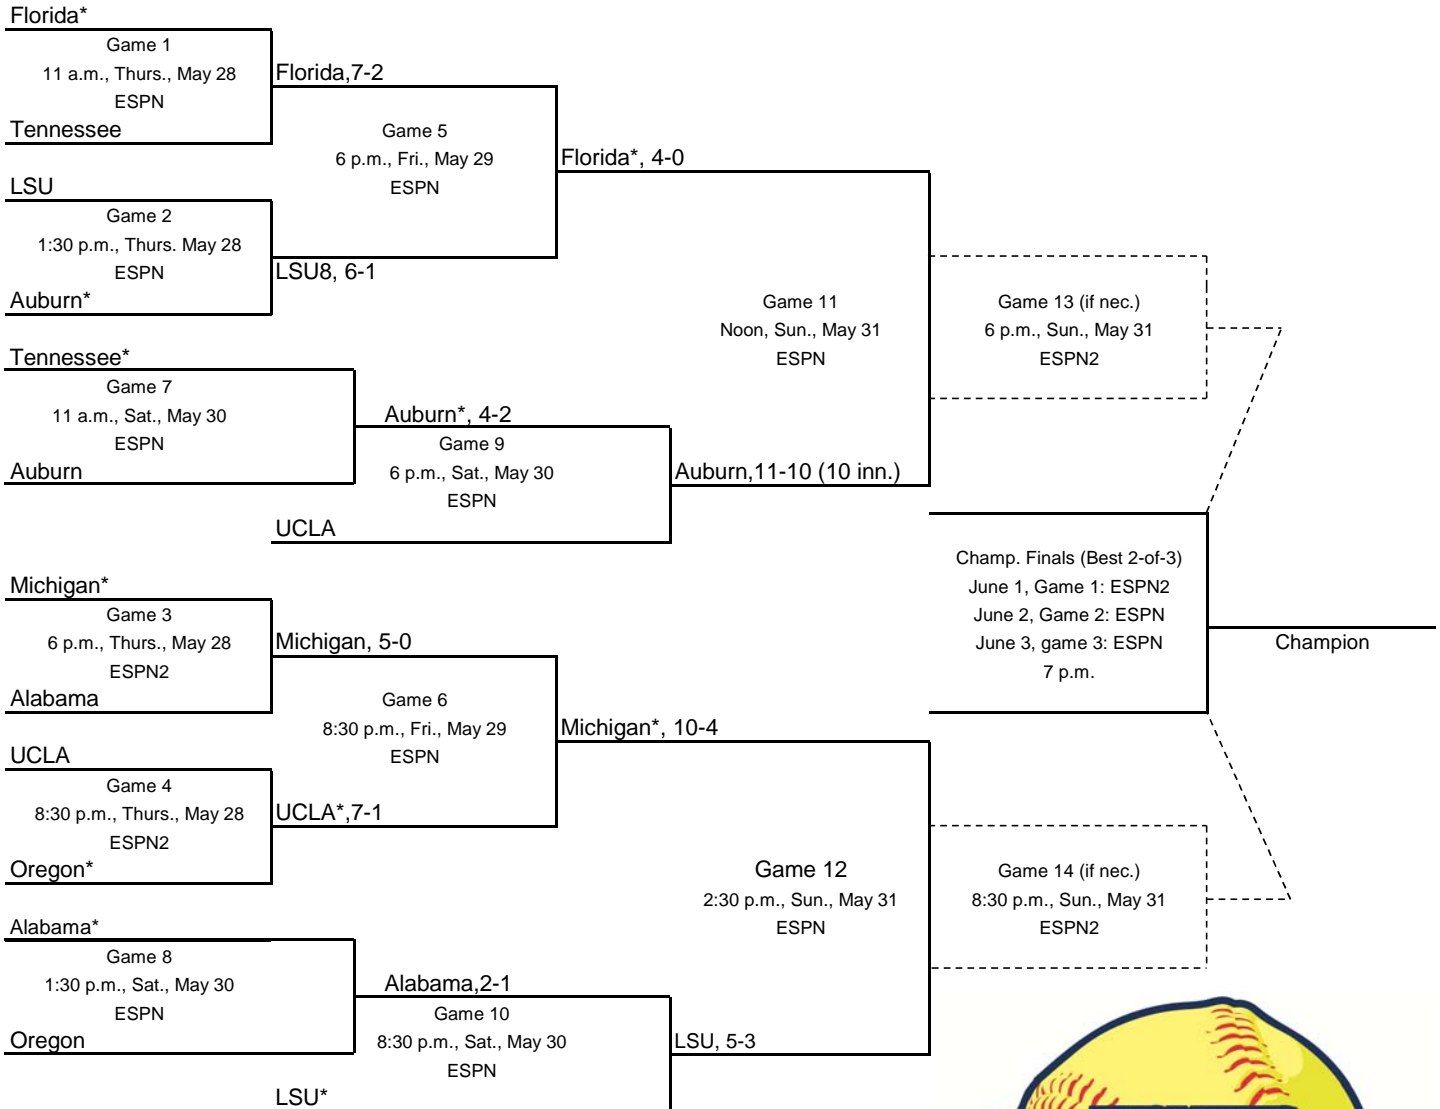 Florida*
Game 1
11 a.m., Thurs., May 28
ESPN
Tennessee
Florida,7-2
LSU
Game 2
1:30 p.m., Thurs. May 28
ESPN
Auburn*
LSU8, 6-1
Game 5
6 p.m., Fri., May 29
ESPN
Florida*, 4-0
Tennessee*
Game 7
11 a.m., Sat., May 30
ESPN
Auburn
Auburn*, 4-2
Game 9
6 p.m., Sat., May 30
ESPN
UCLA
Auburn,11-10 (10 inn.)
Game 11
Noon, Sun., May 31
ESPN
Game 13 (if nec.)
6 p.m., Sun., May 31
ESPN2
Michigan*
Game 3
6 p.m., Thurs., May 28
ESPN2
Alabama
Michigan, 5-0
UCLA
Game 4
8:30 p.m., Thurs., May 28
ESPN2
Oregon*
UCLA*,7-1
Game 6
8:30 p.m., Fri., May 29
ESPN
Michigan*, 10-4
Alabama*
Game 8
1:30 p.m., Sat., May 30
ESPN
Oregon
Alabama,2-1
Game 10
8:30 p.m., Sat., May 30
ESPN
LSU*
LSU, 5-3
Game 12
2:30 p.m., Sun., May 31
ESPN
Game 14 (if nec.)
8:30 p.m., Sun., May 31
ESPN2
Champ. Finals (Best 2-of-3)
June 1, Game 1: ESPN2
June 2, Game 2: ESPN
June 3, game 3: ESPN
7 p.m.
Champion